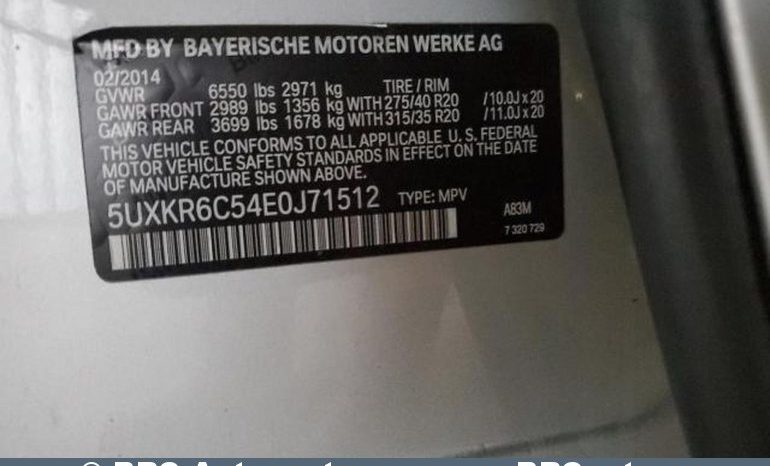 MFD BY BAYERISCHE MOTOREN WERKE AG
02/2014
GVWR 6550 lbs 2971 kg TIRE / RIM
GAWR FRONT 2989 lbs 1356 kg WITH 275/40 R20 /10.0J x 20
GAWR REAR 3699 lbs 1678 kg WITH 315/35 R20 /11.0J x 20
THIS VEHICLE CONFORMS TO ALL APPLICABLE U. S. FEDERAL
MOTOR VEHICLE SAFETY STANDARDS IN EFFECT ON THE DATE
OF MANUFACTURE SHOWN ABOVE.
5UXKR6C54E0J71512 TYPE: MPV A83M
7 320 729